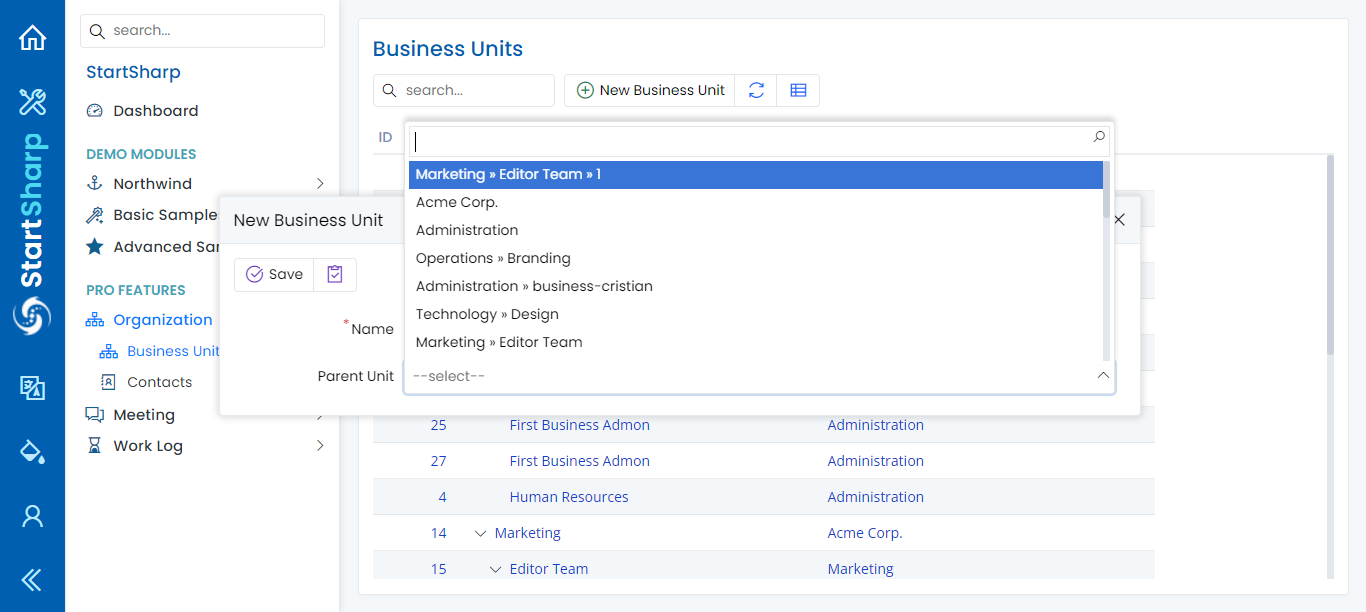 StartSharp
search...
StartSharp
Dashboard
DEMO MODULES
Northwind
Basic Sample
Advanced Sar
PRO FEATURES
Organization
Business Unit
Contacts
Meeting
Work Log
Business Units
search...
New Business Unit
ID
Marketing » Editor Team » 1
Acme Corp.
Administration
Operations » Branding
Administration » business-cristian
Technology » Design
Marketing » Editor Team
New Business Unit
Save
*Name
Parent Unit --select--
25 First Business Admon Administration
27 First Business Admon Administration
4 Human Resources Administration
14 Marketing Acme Corp.
15 Editor Team Marketing